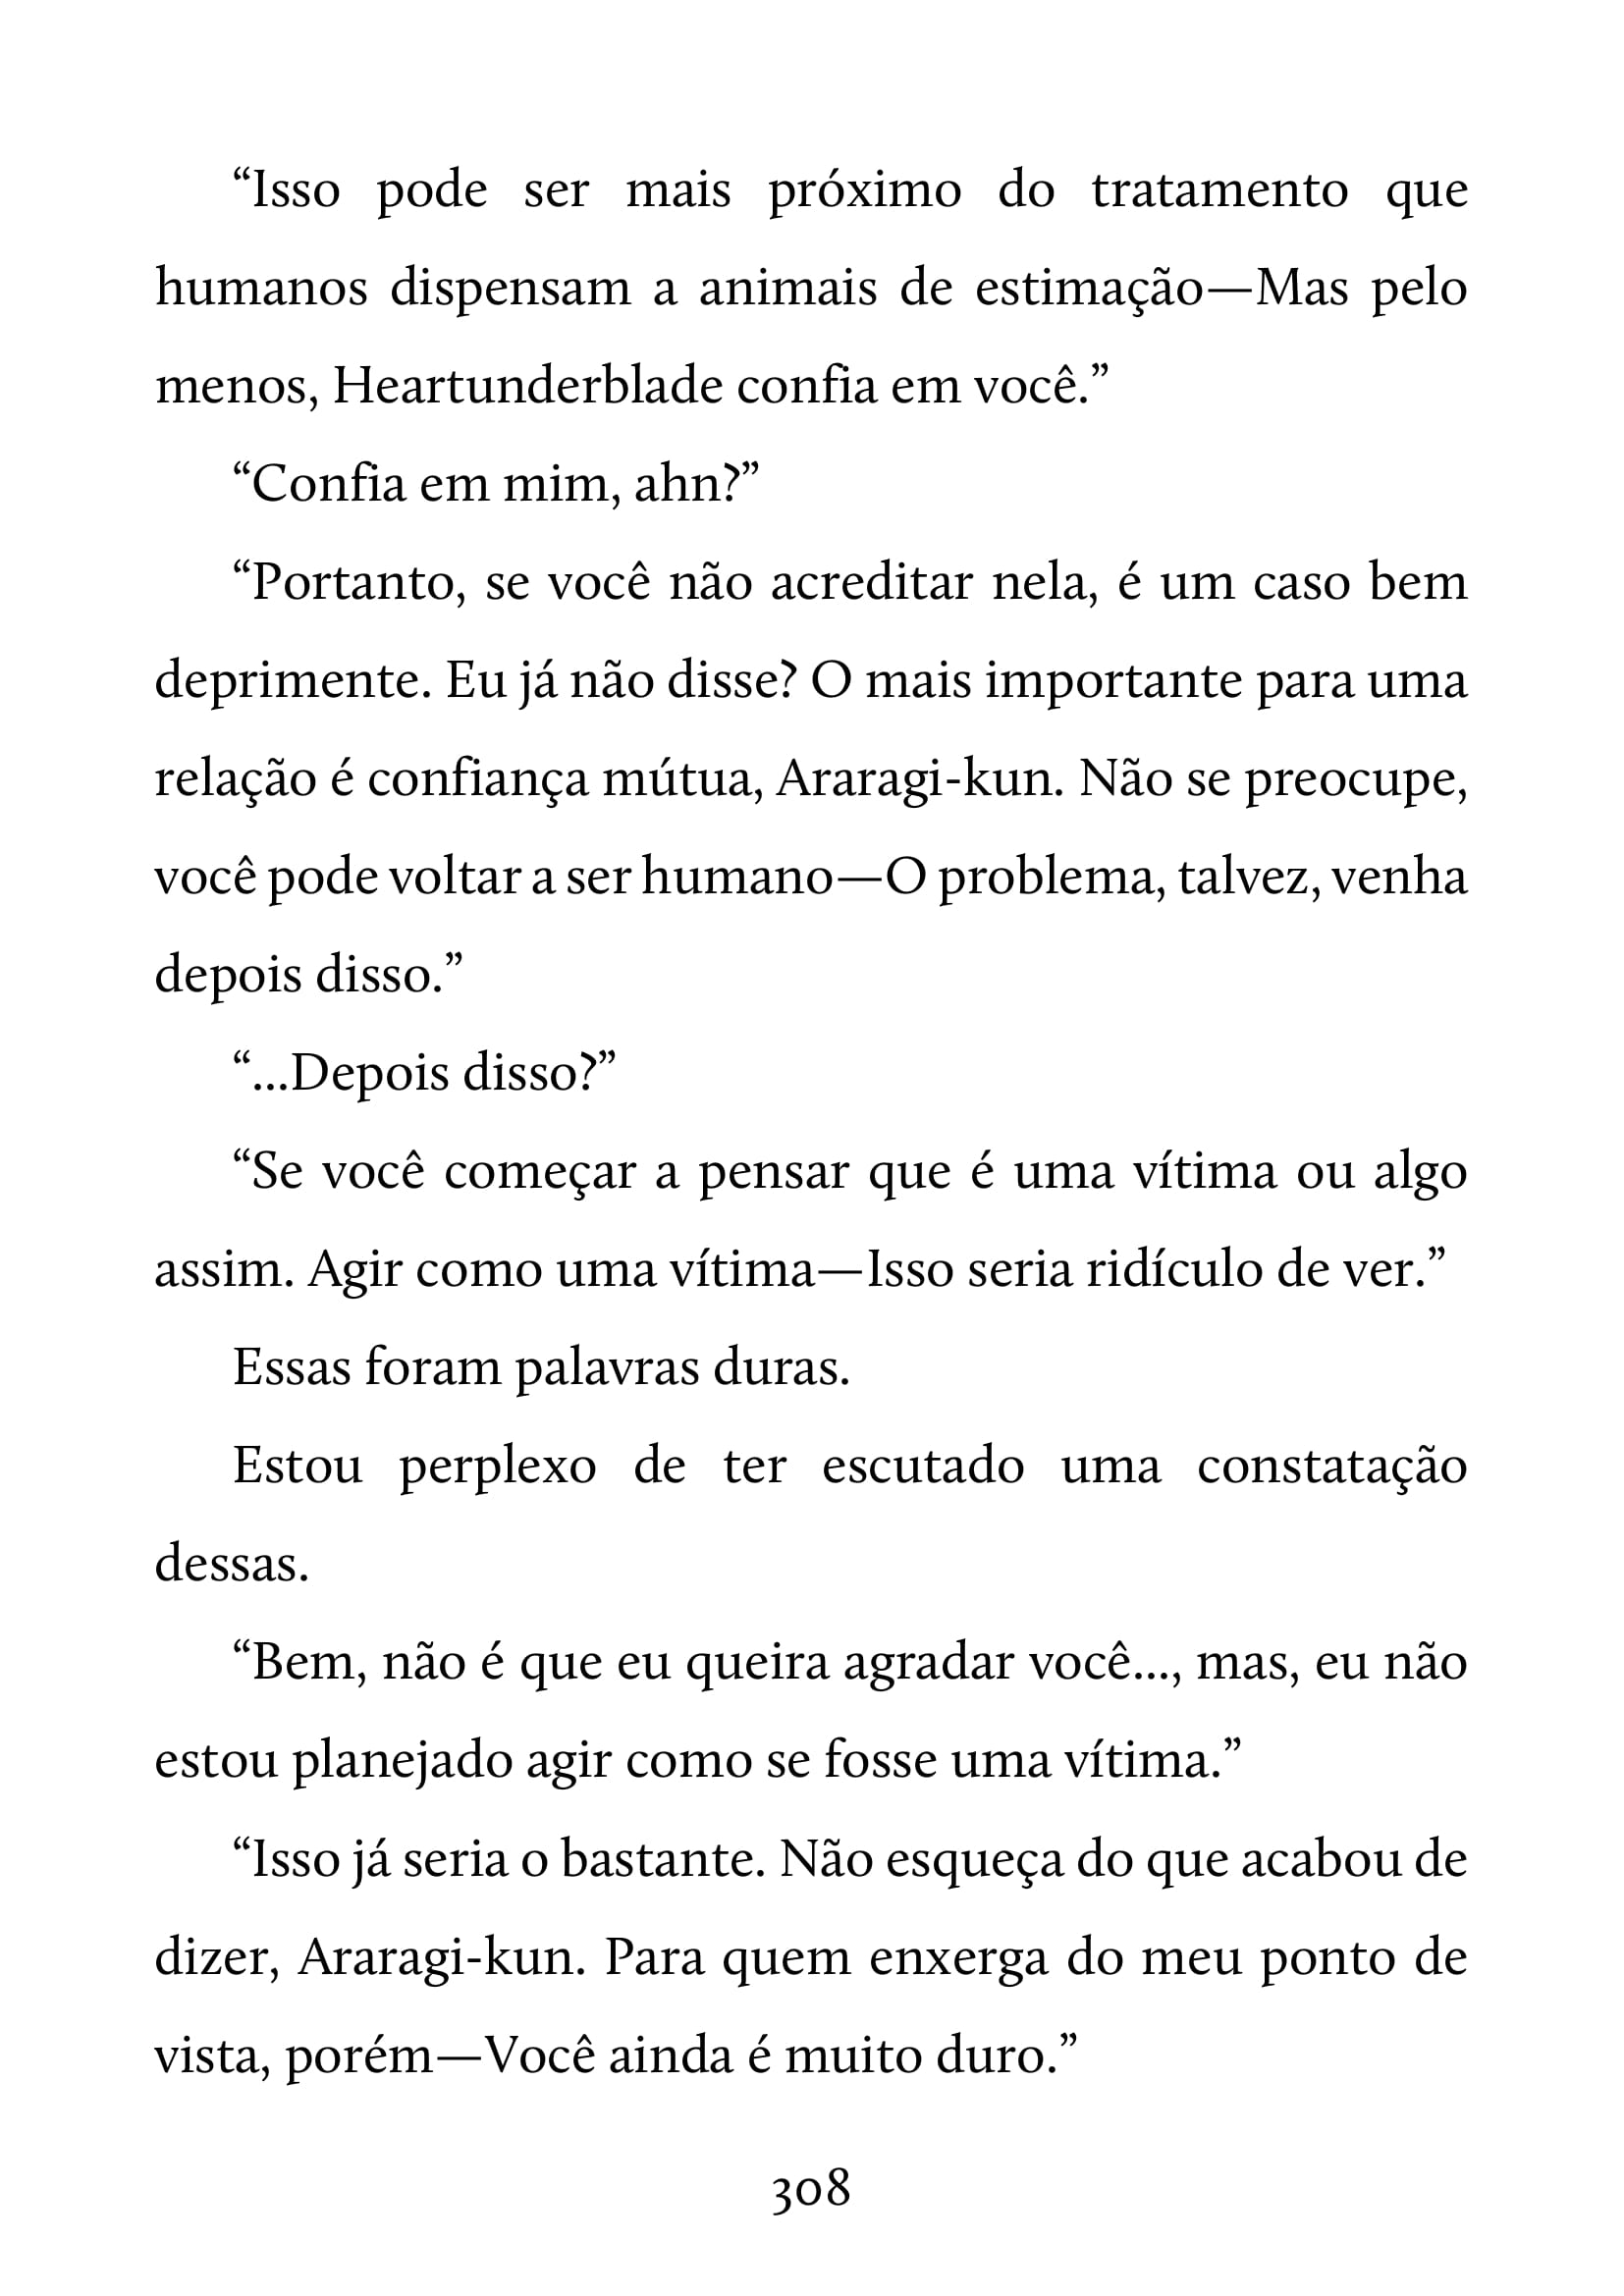 “Isso pode ser mais próximo do tratamento que
humanos dispensam a animais de estimação—Mas pelo
menos, Heartunderblade confia em você.”
“Confia em mim, ahn?”
“Portanto, se você não acreditar nela, é um caso bem
deprimente. Eu já não disse? O mais importante para uma
relação é confiança mútua, Araragi-kun. Não se preocupe,
você pode voltar a ser humano—O problema, talvez, venha
depois disso.”
“...Depois disso?”
“Se você começar a pensar que é uma vítima ou algo
assim. Agir como uma vítima—Isso seria ridículo de ver.”
Essas foram palavras duras.
Estou perplexo de ter escutado uma constatação
dessas.
“Bem, não é que eu queira agradar você..., mas, eu não
estou planejado agir como se fosse uma vítima.”
“Isso já seria o bastante. Não esqueça do que acabou de
dizer, Araragi-kun. Para quem enxerga do meu ponto de
vista, porém—Você ainda é muito duro.”
308